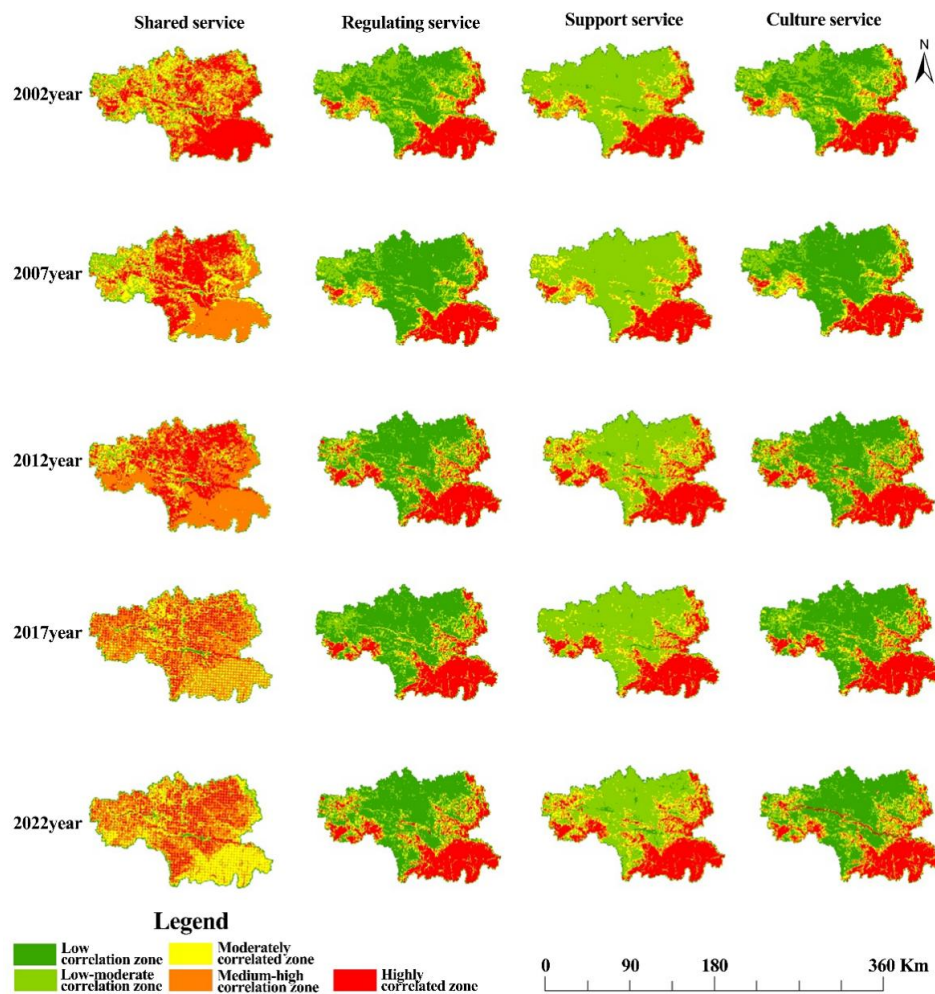 Shared service Regulating service Support service Culture service
N
2002year
2007year
2012year
2017year
2022year
Legend
Low
correlation zone
Moderately
correlated zone
Low-moderate
correlation zone
Medium-high
correlation zone
Highly
correlated zone
0 90 180 360 Km